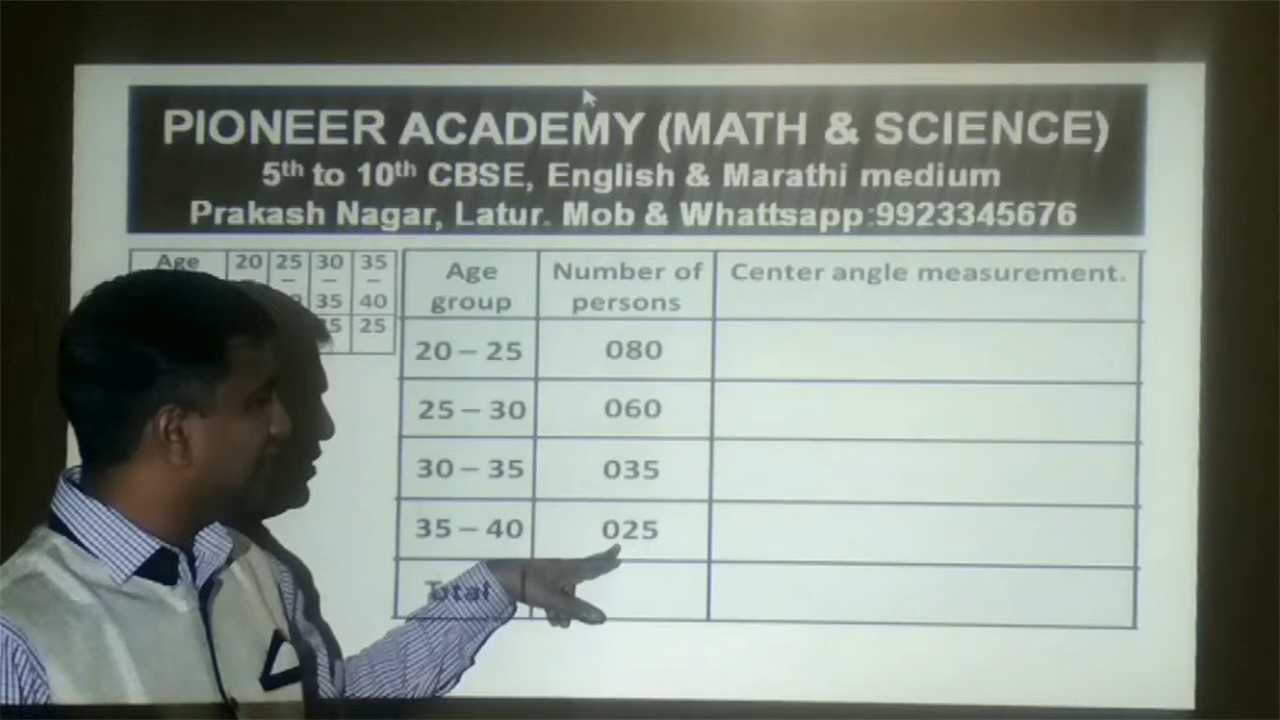 PIONEER ACADEMY (MATH & SCIENCE)
5th to 10th CBSE, English & Marathi medium
Prakash Nagar, Latur. Mob & Whattsapp:9923345676
Age 20 25 30 35
– –
35 40
25
Age group Number of persons Center angle measurement.
20 – 25 080
25 – 30 060
30 – 35 035
35 – 40 025
Total